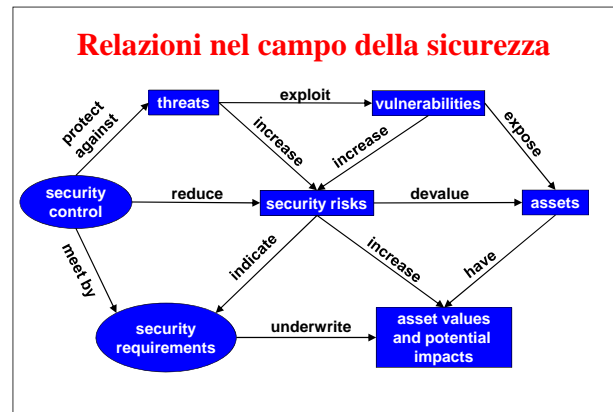 Relazioni nel campo della sicurezza
threats
exploit
vulnerabilities
protect
against
increase
increase
expose
security
control
reduce
security risks
devalue
assets
meet by
indicate
increase
have
security
requirements
underwrite
asset values
and potential
impacts